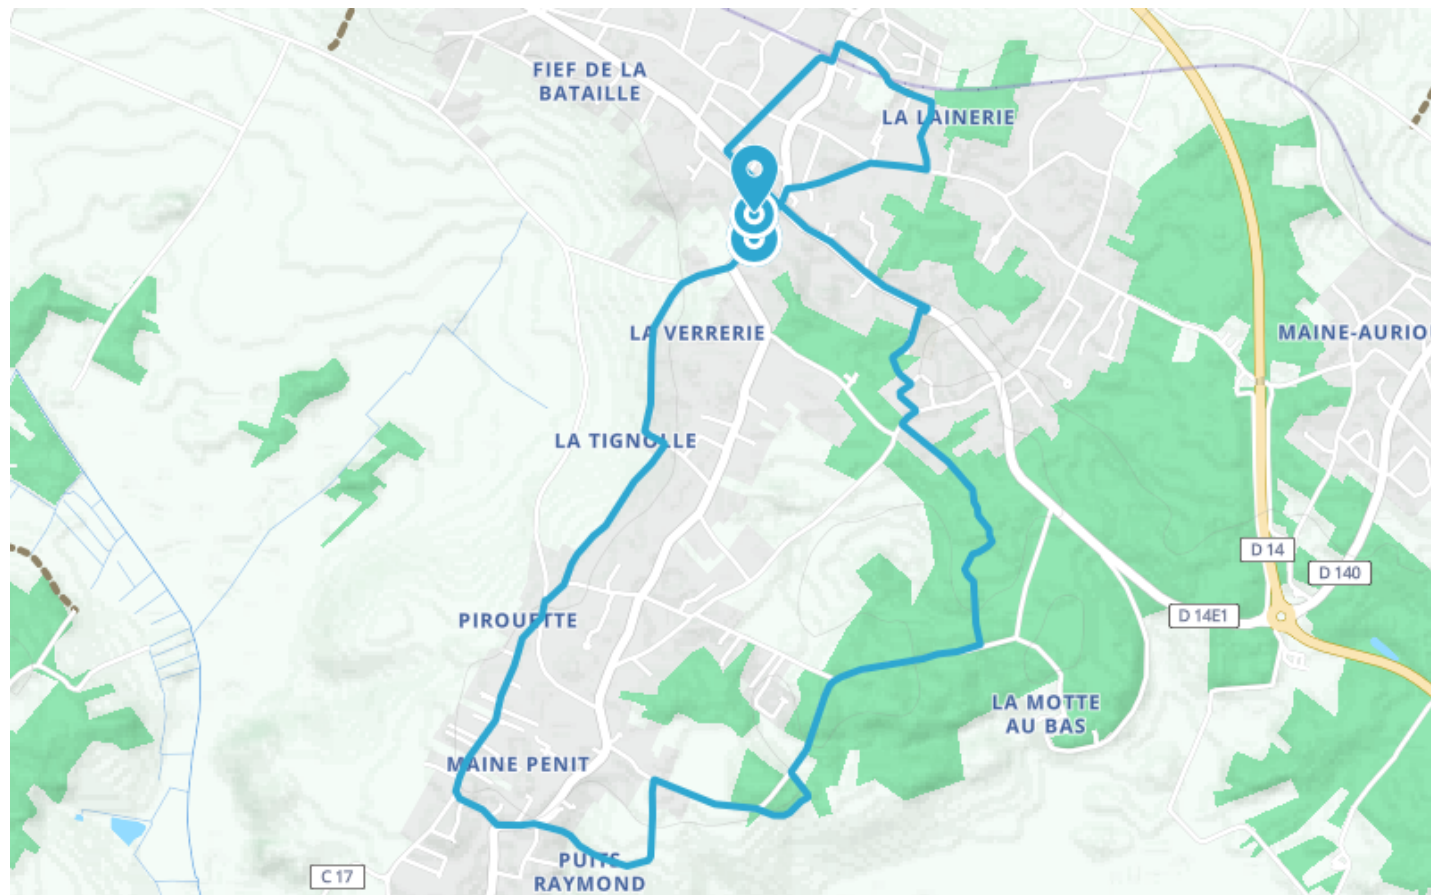 FIEF DE LA
BATAILLE
LA LAINERIE
LA VERRERIE
MAINE-AURIO
LA TIGNOLLE
D 14
D 140
PIROUETTE
D 14E1
LA MOTTE
AU BAS
MAINE PENIT
PUITS
RAYMOND
C 17